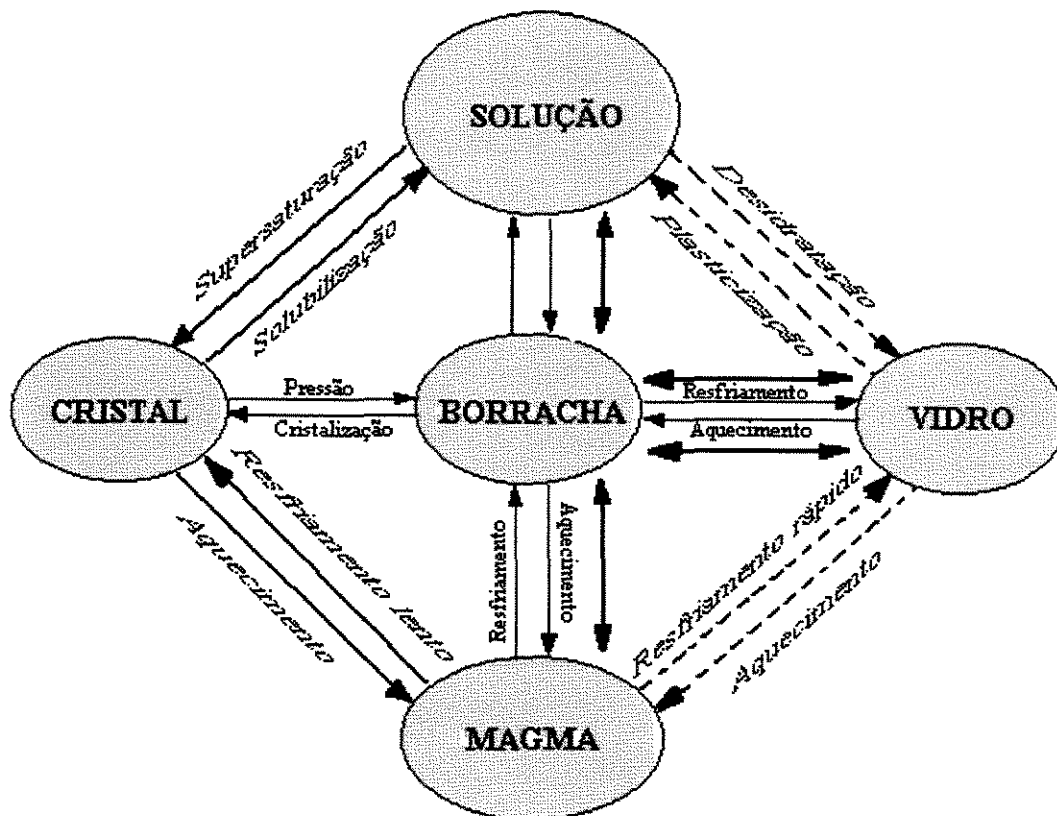 SOLUÇÃO
Supersaturação
Solubilização
Desidratação
Plasticização
CRISTAL
Pressão
Cristalização
BORRACHA
Resfriamento
Aquecimento
VIDRO
Aquecimento
Resfriamento lento
Resfriamento
Aquecimento
Resfriamento rápido
Aquecimento
MAGMA